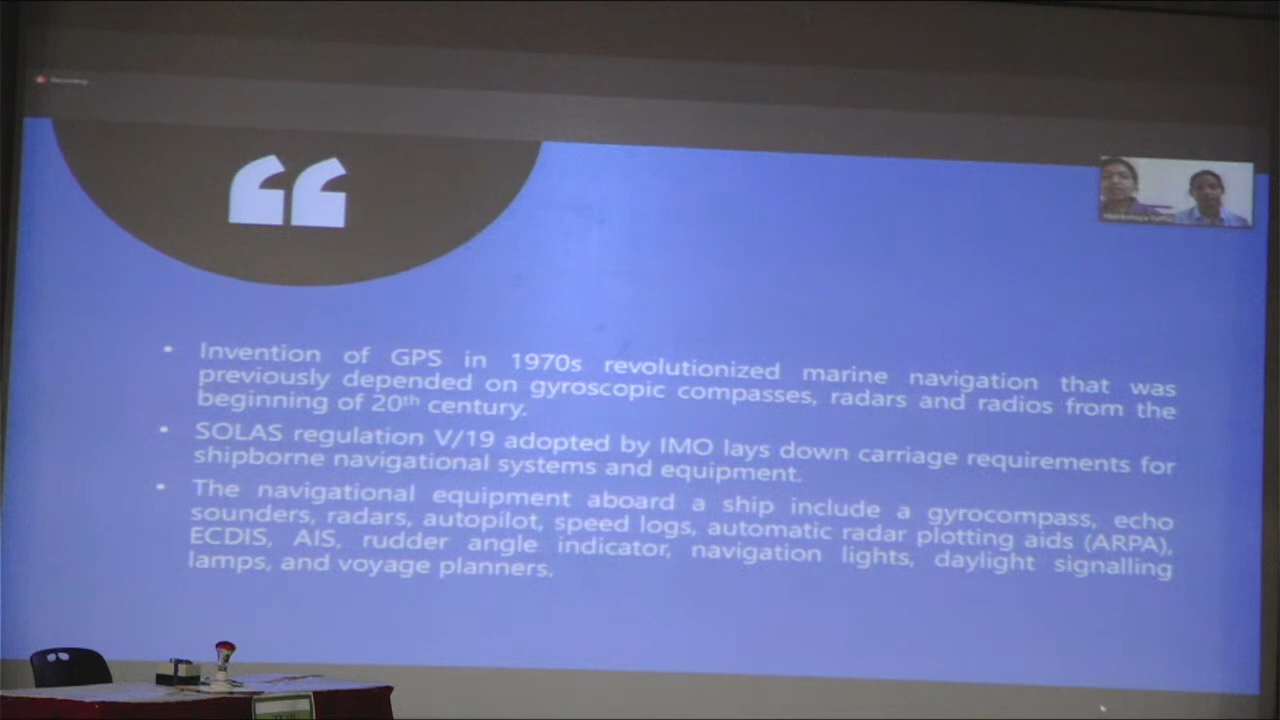 Invention of GPS in 1970s revolutionized marine navigation that was
previously depended on gyroscopic compasses, radars and radios from the
beginning of 20th century.
SOLAS regulation V/19 adopted by IMO lays down carriage requirements for
shipborne navigational systems and equipment.
The navigational equipment aboard a ship include a gyrocompass, echo
sounders, radars, autopilot, speed logs, automatic radar plotting aids (ARPA),
ECDIS, AIS, rudder angle indicator, navigation lights, daylight signalling
lamps, and voyage planners.